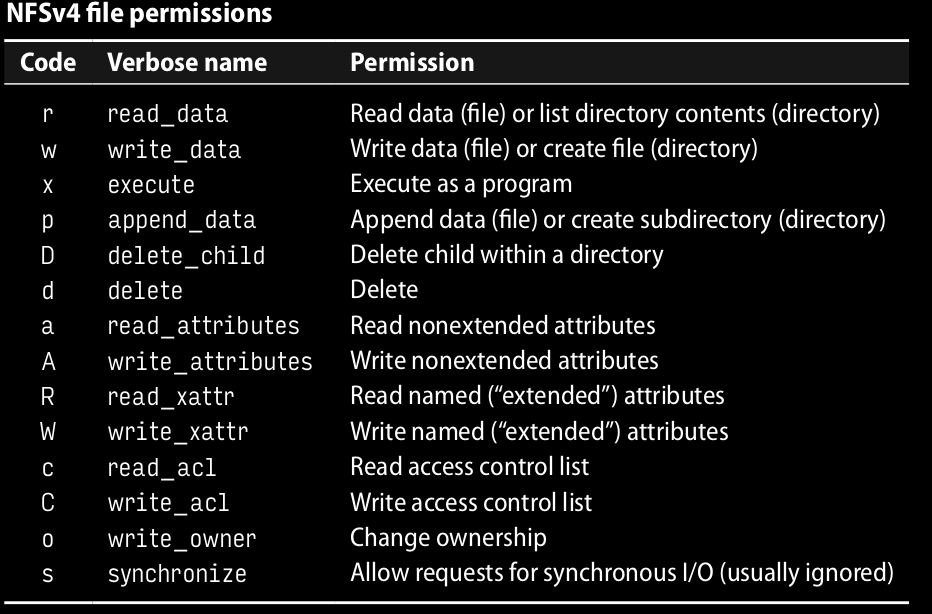 NFSv4 file permissions
Code Verbose name Permission
r read_data Read data (file) or list directory contents (directory)
w write_data Write data (file) or create file (directory)
x execute Execute as a program
p append_data Append data (file) or create subdirectory (directory)
D delete_child Delete child within a directory
d delete Delete
a read_attributes Read nonextended attributes
A write_attributes Write nonextended attributes
R read_xattr Read named (“extended”) attributes
W write_xattr Write named (“extended”) attributes
c read_acl Read access control list
C write_acl Write access control list
o write_owner Change ownership
s synchronize Allow requests for synchronous I/O (usually ignored)